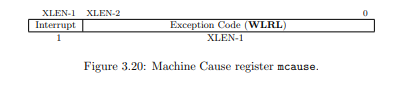 XLEN-1 XLEN-2 0
Interrupt Exception Code (WLRL)
1 XLEN-1
Figure 3.20: Machine Cause register mcause.